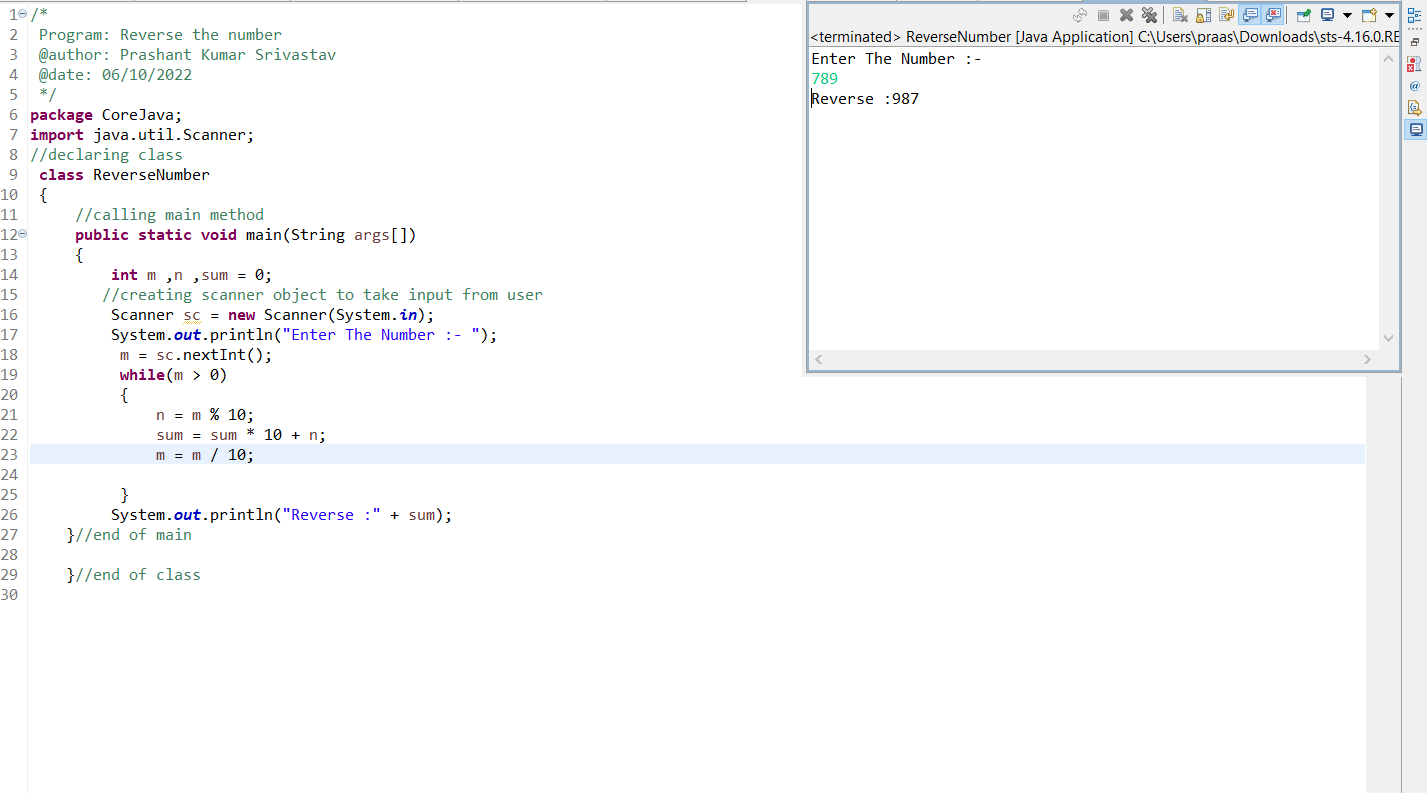 1 /*
2 Program: Reverse the number
3 @author: Prashant Kumar Srivastav
4 @date: 06/10/2022
5 */
6 package CoreJava;
7 import java.util.Scanner;
8 //declaring class
9 class ReverseNumber
10 {
11 //calling main method
12 public static void main(String args[])
13 {
14 int m ,n ,sum = 0;
15 //creating scanner object to take input from user
16 Scanner sc = new Scanner(System.in);
17 System.out.println("Enter The Number :- ");
18 m = sc.nextInt();
19 while(m > 0)
20 {
21 n = m % 10;
22 sum = sum * 10 + n;
23 m = m / 10;
24
25 }
26 System.out.println("Reverse :" + sum);
27 }//end of main
28
29 }//end of class
30
<terminated> ReverseNumber [Java Application] C:\Users\praas\Downloads\sts-4.16.0.RE
Enter The Number :-
789
Reverse :987